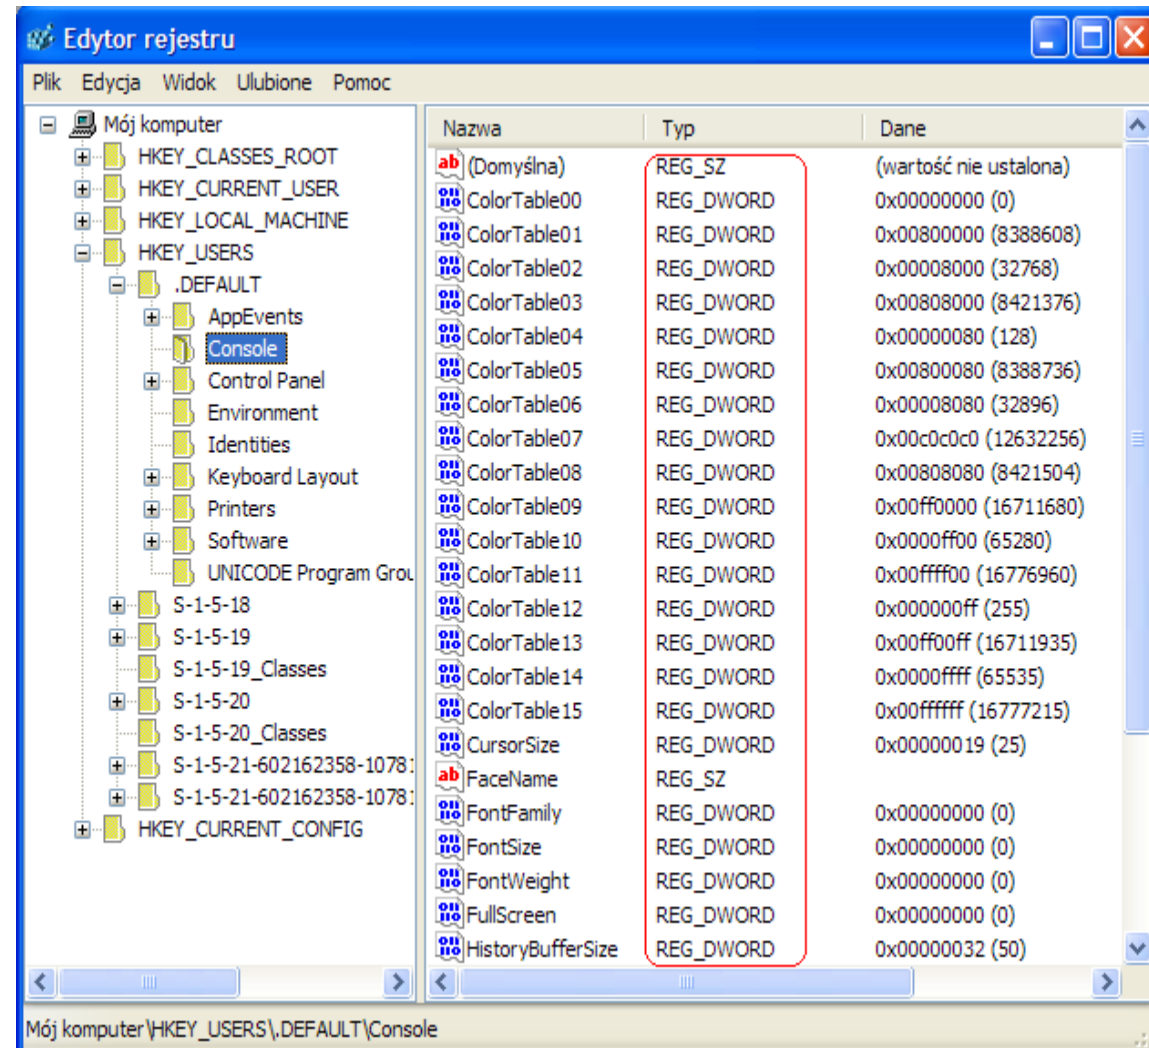 Edytor rejestru
Plik Edycja Widok Ulubione Pomoc
Mój komputer
HKEY_CLASSES_ROOT
HKEY_CURRENT_USER
HKEY_LOCAL_MACHINE
HKEY_USERS
.DEFAULT
AppEvents
Console
Control Panel
Environment
Identities
Keyboard Layout
Printers
Software
UNICODE Program Grou
S-1-5-18
S-1-5-19
S-1-5-19_Classes
S-1-5-20
S-1-5-20_Classes
S-1-5-21-602162358-1078:
S-1-5-21-602162358-1078:
HKEY_CURRENT_CONFIG
Nazwa Typ Dane
(Domyślna) REG_SZ (wartość nie ustalona)
ColorTable00 REG_DWORD 0x00000000 (0)
ColorTable01 REG_DWORD 0x00800000 (8388608)
ColorTable02 REG_DWORD 0x00008000 (32768)
ColorTable03 REG_DWORD 0x00808000 (8421376)
ColorTable04 REG_DWORD 0x00000080 (128)
ColorTable05 REG_DWORD 0x00800080 (8388736)
ColorTable06 REG_DWORD 0x00008080 (32896)
ColorTable07 REG_DWORD 0x00c0c0c0 (12632256)
ColorTable08 REG_DWORD 0x00808080 (8421504)
ColorTable09 REG_DWORD 0x00ff0000 (16711680)
ColorTable10 REG_DWORD 0x0000ff00 (65280)
ColorTable11 REG_DWORD 0x00ffff00 (16776960)
ColorTable12 REG_DWORD 0x000000ff (255)
ColorTable13 REG_DWORD 0x00ff00ff (16711935)
ColorTable14 REG_DWORD 0x0000ffff (65535)
ColorTable15 REG_DWORD 0x00ffffff (16777215)
CursorSize REG_DWORD 0x00000019 (25)
FaceName REG_SZ
FontFamily REG_DWORD 0x00000000 (0)
FontSize REG_DWORD 0x00000000 (0)
FontWeight REG_DWORD 0x00000000 (0)
FullScreen REG_DWORD 0x00000000 (0)
HistoryBufferSize REG_DWORD 0x00000032 (50)
Mój komputer\HKEY_USERS\.DEFAULT\Console